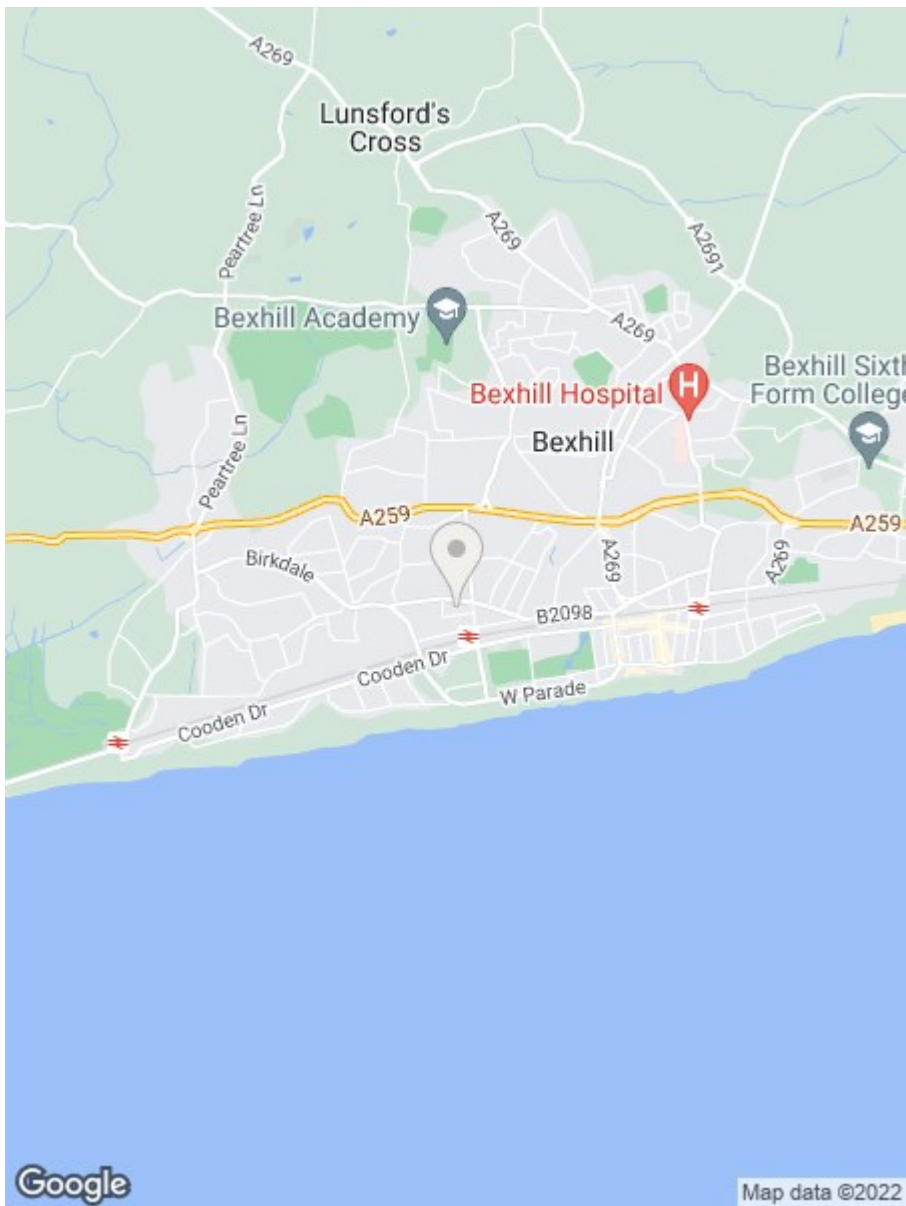 A269
Lunsford's
Cross
Peartree Ln
A269
A2691
Bexhill Academy
A269
Bexhill Sixth
Form College
Bexhill Hospital
H
Bexhill
Peartree Ln
A259
A259
Birkdale
A269
A269
B2098
Cooden Dr
W Parade
Cooden Dr
Google
Map data ©2022